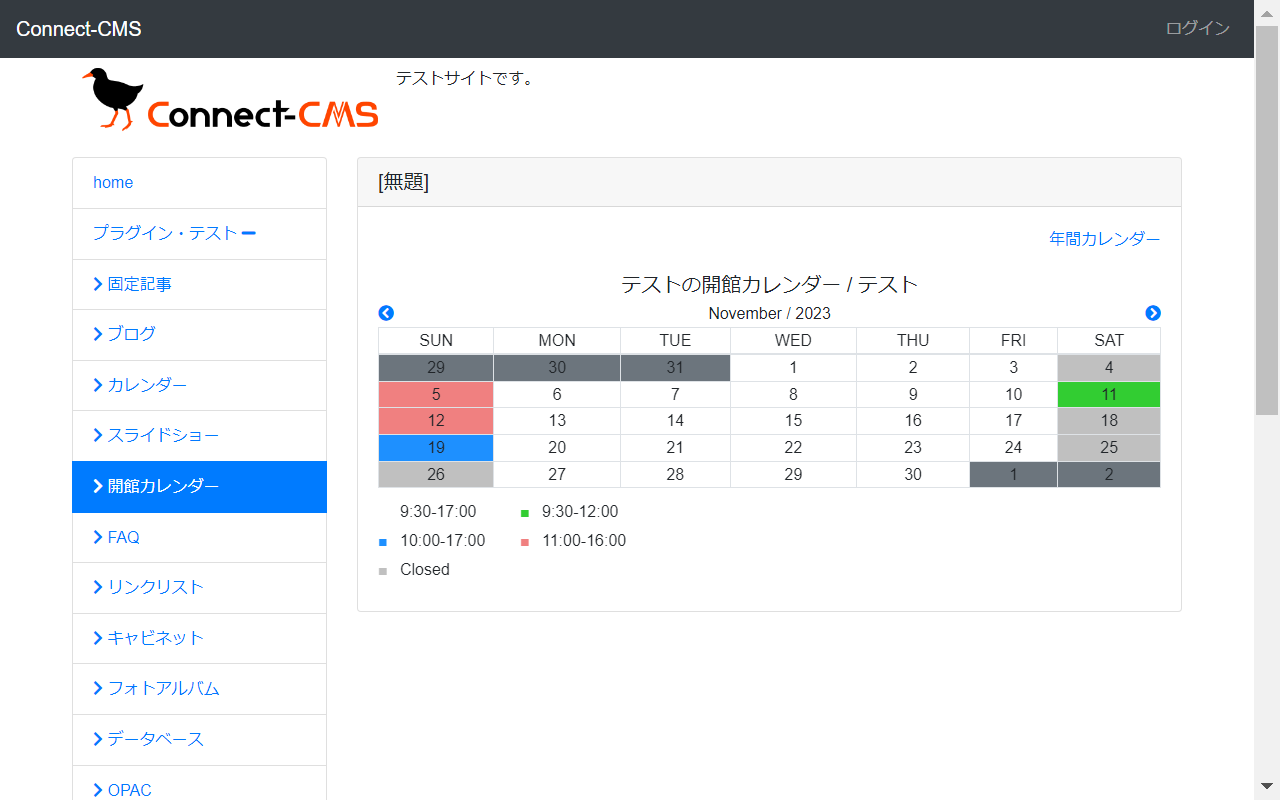 Connect-CMS
ログイン
Connect-CMS
テストサイトです。
home
プラグイン・テスト
固定記事
ブログ
カレンダー
スライドショー
開館カレンダー
FAQ
リンクリスト
キャビネット
フォトアルバム
データベース
OPAC
[無題]
年間カレンダー
テストの開館カレンダー / テスト
November / 2023
SUN MON TUE WED THU FRI SAT
29 30 31 1 2 3 4
5 6 7 8 9 10 11
12 13 14 15 16 17 18
19 20 21 22 23 24 25
26 27 28 29 30 1 2
9:30-17:00 9:30-12:00
10:00-17:00 11:00-16:00
Closed